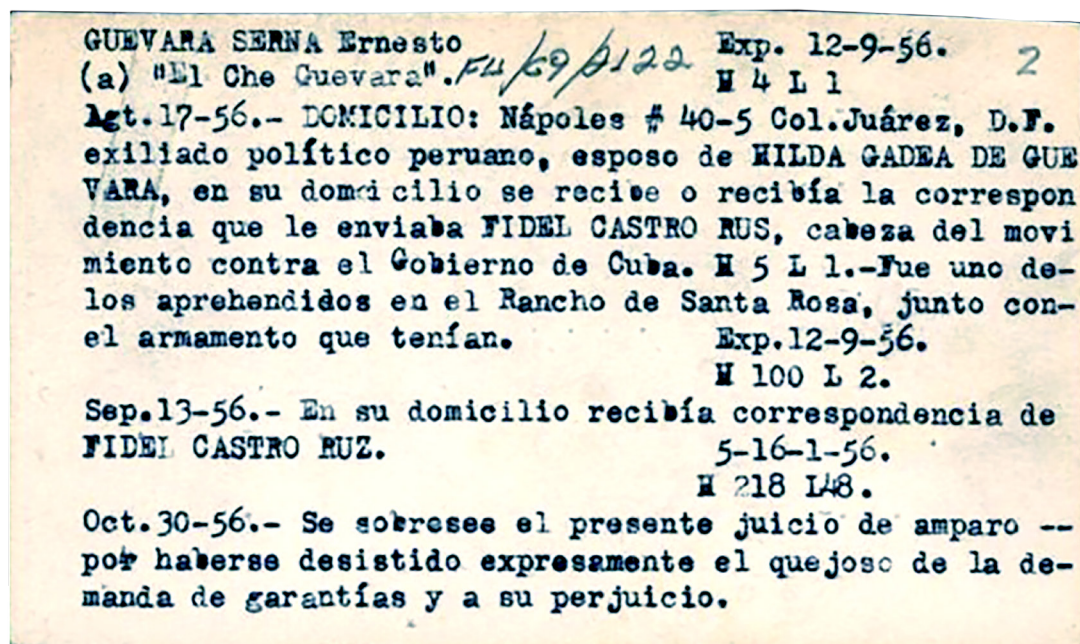 GUEVARA SERNA Ernesto Exp. 12-9-56. 2
(a) "El Che Guevara". H 4 L 1
Agt.17-56.- DOMICILIO: Nápoles # 40-5 Col.Juárez, D.F.
exiliado político peruano, esposo de HILDA GADEA DE GUE
VARA, en su domicilio se recibe o recibía la correspon
dencia que le enviaba FIDEL CASTRO RUS, cabeza del movi
miento contra el Gobierno de Cuba. H 5 L 1.-Fue uno de-
los aprehendidos en el Rancho de Santa Rosa, junto con-
el armamento que tenían. Exp.12-9-56.
H 100 L 2.
Sep.13-56.- En su domicilio recibía correspondencia de
FIDEL CASTRO RUZ. 5-16-1-56.
H 218 L48.
Oct.30-56.- Se sobresee el presente juicio de amparo --
por haberse desistido expresamente el quejoso de la de-
manda de garantías y a su perjuicio.